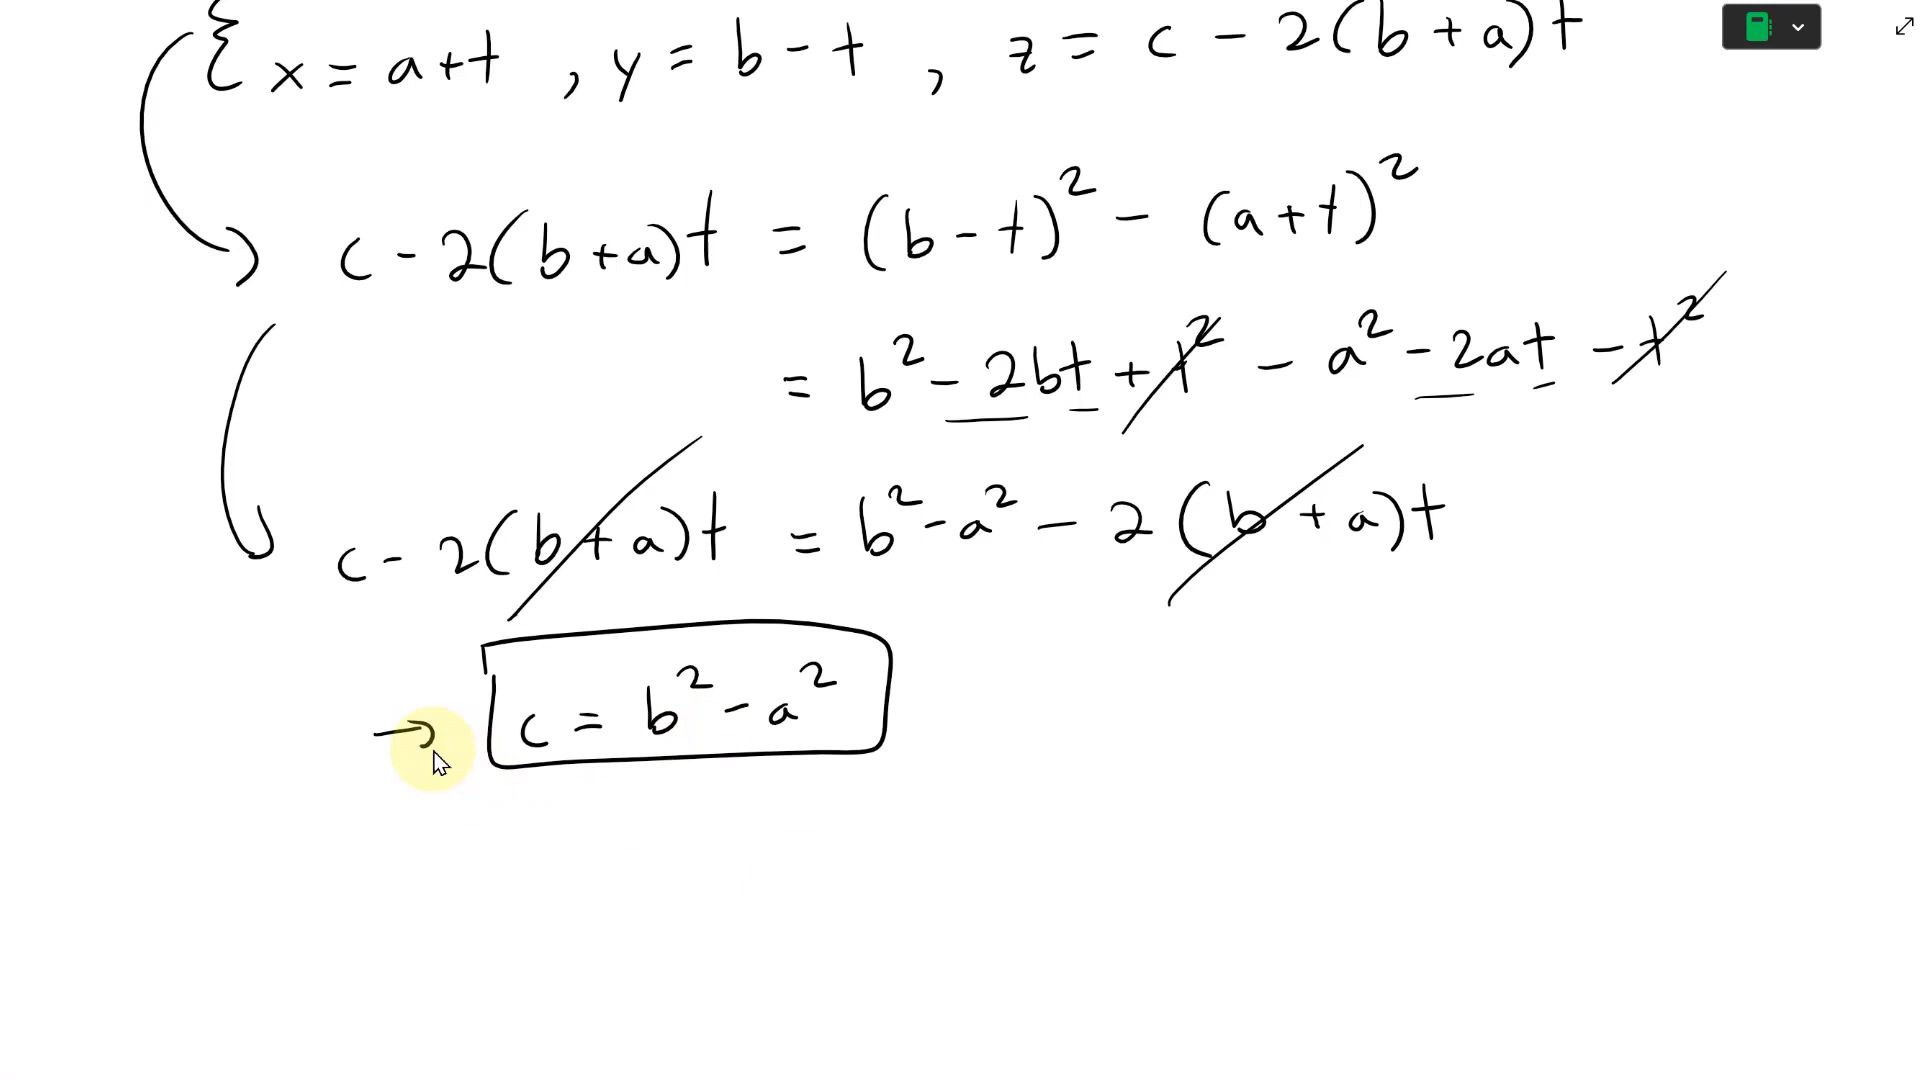 { x = a+t , y = b - t , z = c - 2(b + a)t
c - 2(b+a)t = (b - t)² - (a+t)²
= b² - 2bt + t² - a² - 2at - t²
c - 2(b+a)t = b² - a² - 2(b + a)t
→ c = b² - a²